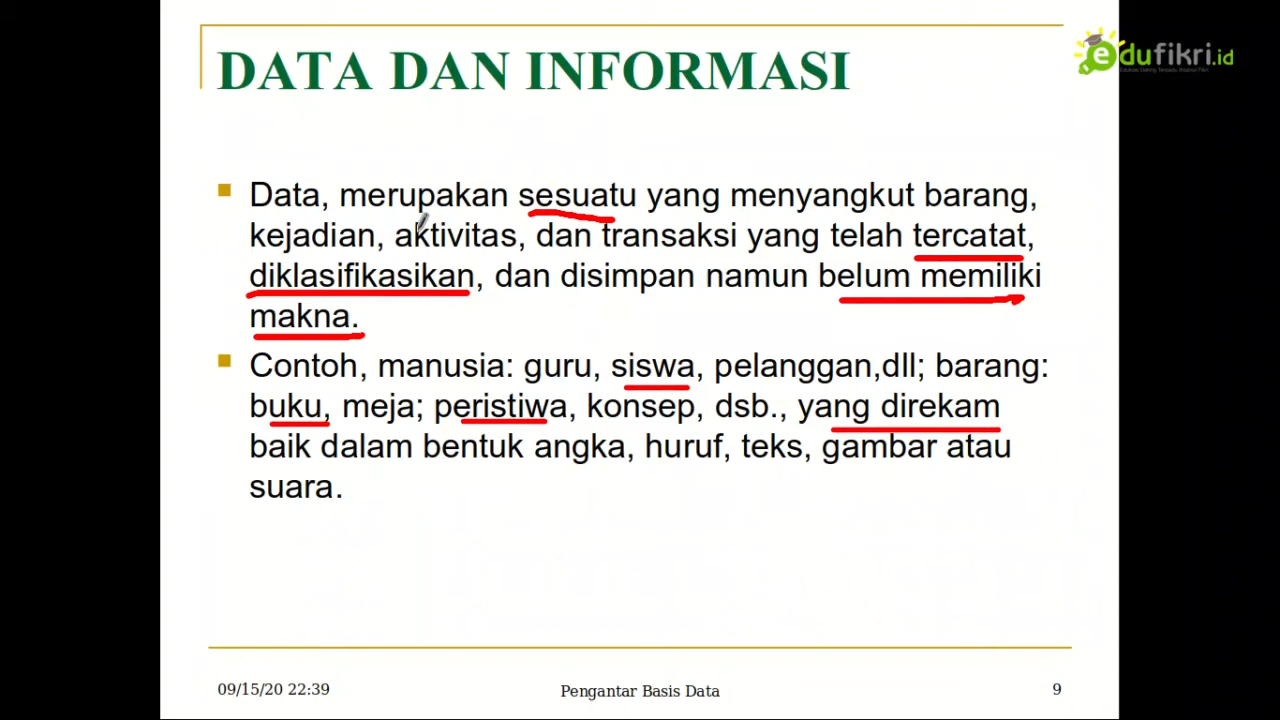 DATA DAN INFORMASI
edufikri.id
Data, merupakan sesuatu yang menyangkut barang,
kejadian, aktivitas, dan transaksi yang telah tercatat,
diklasifikasikan, dan disimpan namun belum memiliki
makna.
Contoh, manusia: guru, siswa, pelanggan,dll; barang:
buku, meja; peristiwa, konsep, dsb., yang direkam
baik dalam bentuk angka, huruf, teks, gambar atau
suara.
09/15/20 22:39
Pengantar Basis Data
9